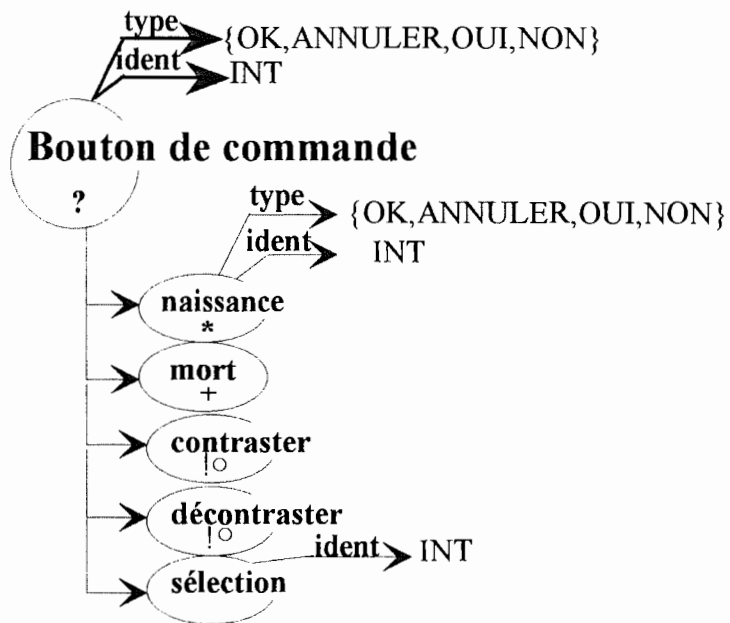 type {OK,ANNULER,OUI,NON}
ident INT
Bouton de commande
?
type {OK,ANNULER,OUI,NON}
ident INT
naissance
*
mort
+
contraster
!○
décontraster
!○
ident INT
sélection